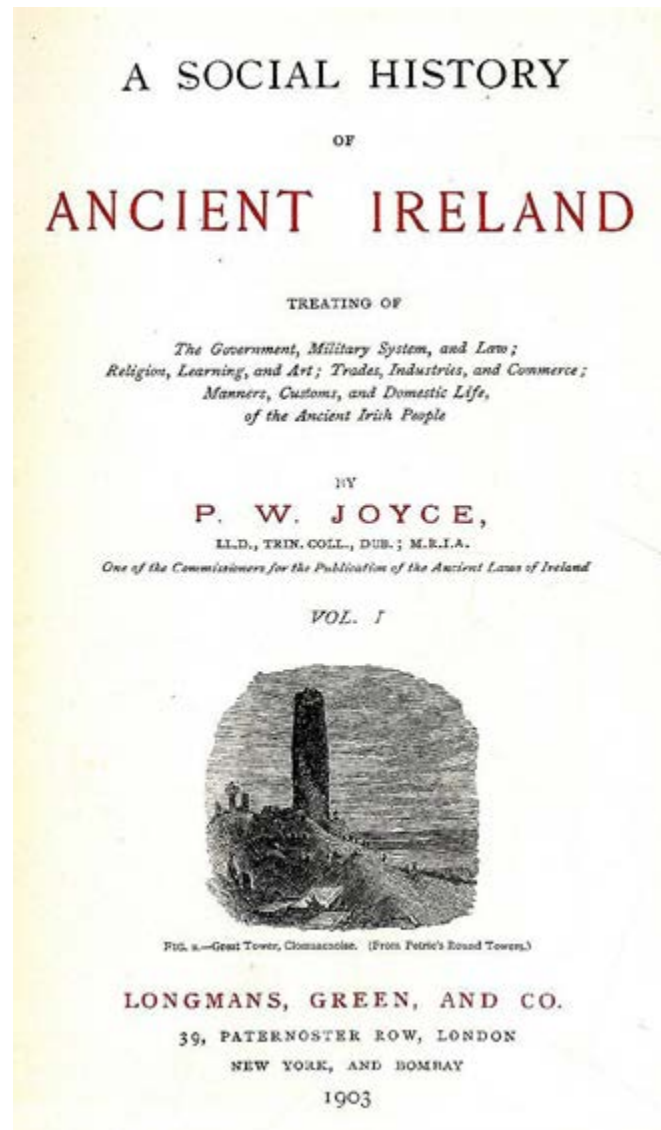 A SOCIAL HISTORY
OF
ANCIENT IRELAND
TREATING OF
The Government, Military System, and Law;
Religion, Learning, and Art; Trades, Industries, and Commerce;
Manners, Customs, and Domestic Life,
of the Ancient Irish People
BY
P. W. JOYCE,
LL.D., TRIN. COLL., DUB.; M.R.I.A.
One of the Commissioners for the Publication of the Ancient Laws of Ireland
VOL. I
FIG. —Great Tower, Clonmacnoise. (From Petrie's Round Towers.)
LONGMANS, GREEN, AND CO.
39, PATERNOSTER ROW, LONDON
NEW YORK, AND BOMBAY
1903